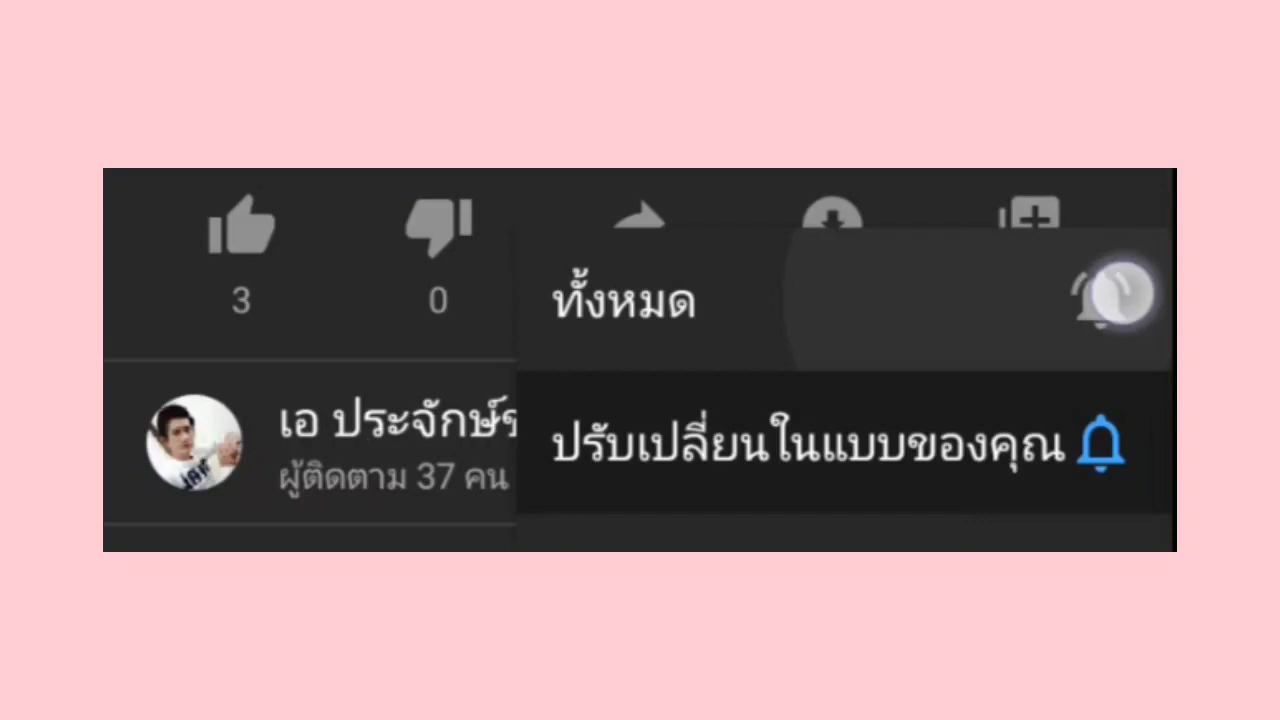 3
0
ทั้งหมด
เอ ประจักษ์
ผู้ติดตาม 37 คน
ปรับเปลี่ยนในแบบของคุณ